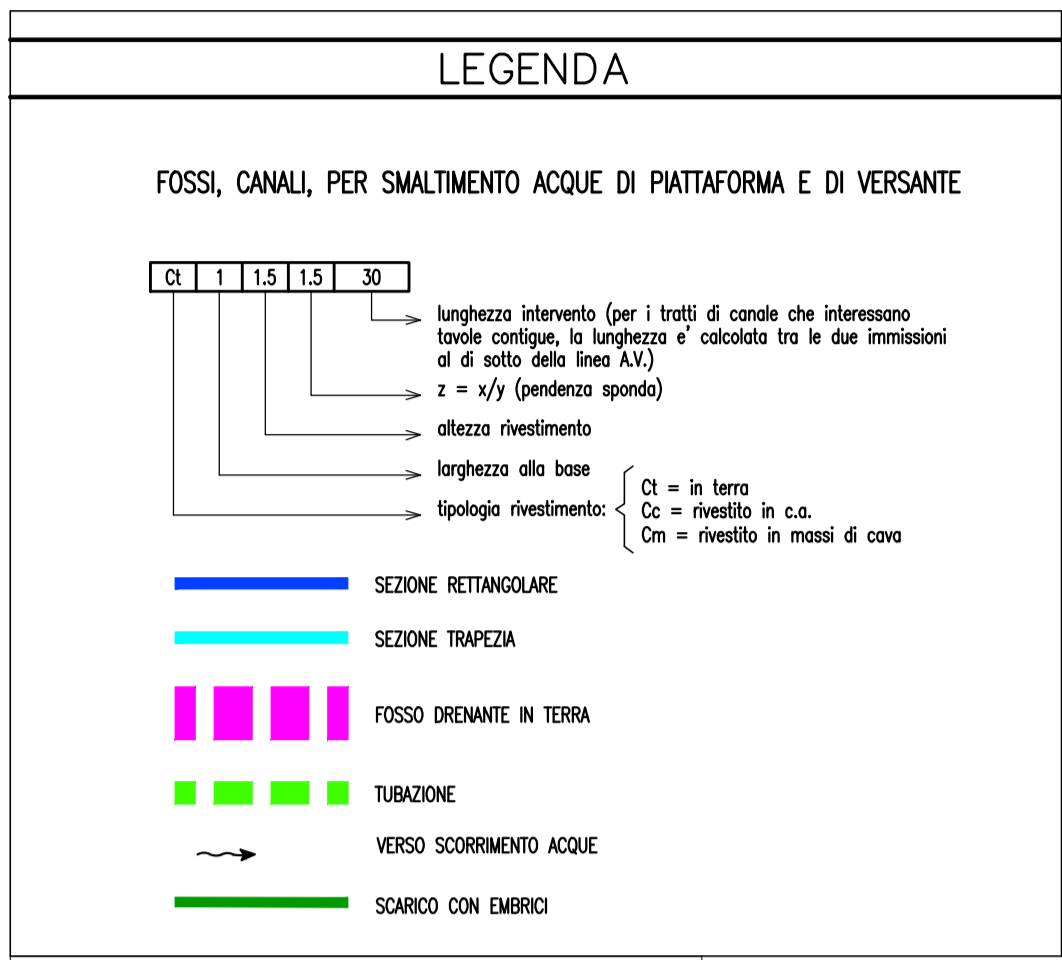 LEGENDA
FOSSI, CANALI, PER SMALTIMENTO ACQUE DI PIATTAFORMA E DI VERSANTE
Ct 1 1.5 1.5 30
lunghezza intervento (per i tratti di canale che interessano
tavole contigue, la lunghezza e' calcolata tra le due immissioni
al di sotto della linea A.V.)
z = x/y (pendenza sponda)
altezza rivestimento
larghezza alla base
tipologia rivestimento:
Ct = in terra
Cc = rivestito in c.a.
Cm = rivestito in massi di cava
SEZIONE RETTANGOLARE
SEZIONE TRAPEZIA
FOSSO DRENANTE IN TERRA
TUBAZIONE
VERSO SCORRIMENTO ACQUE
SCARICO CON EMBRICI